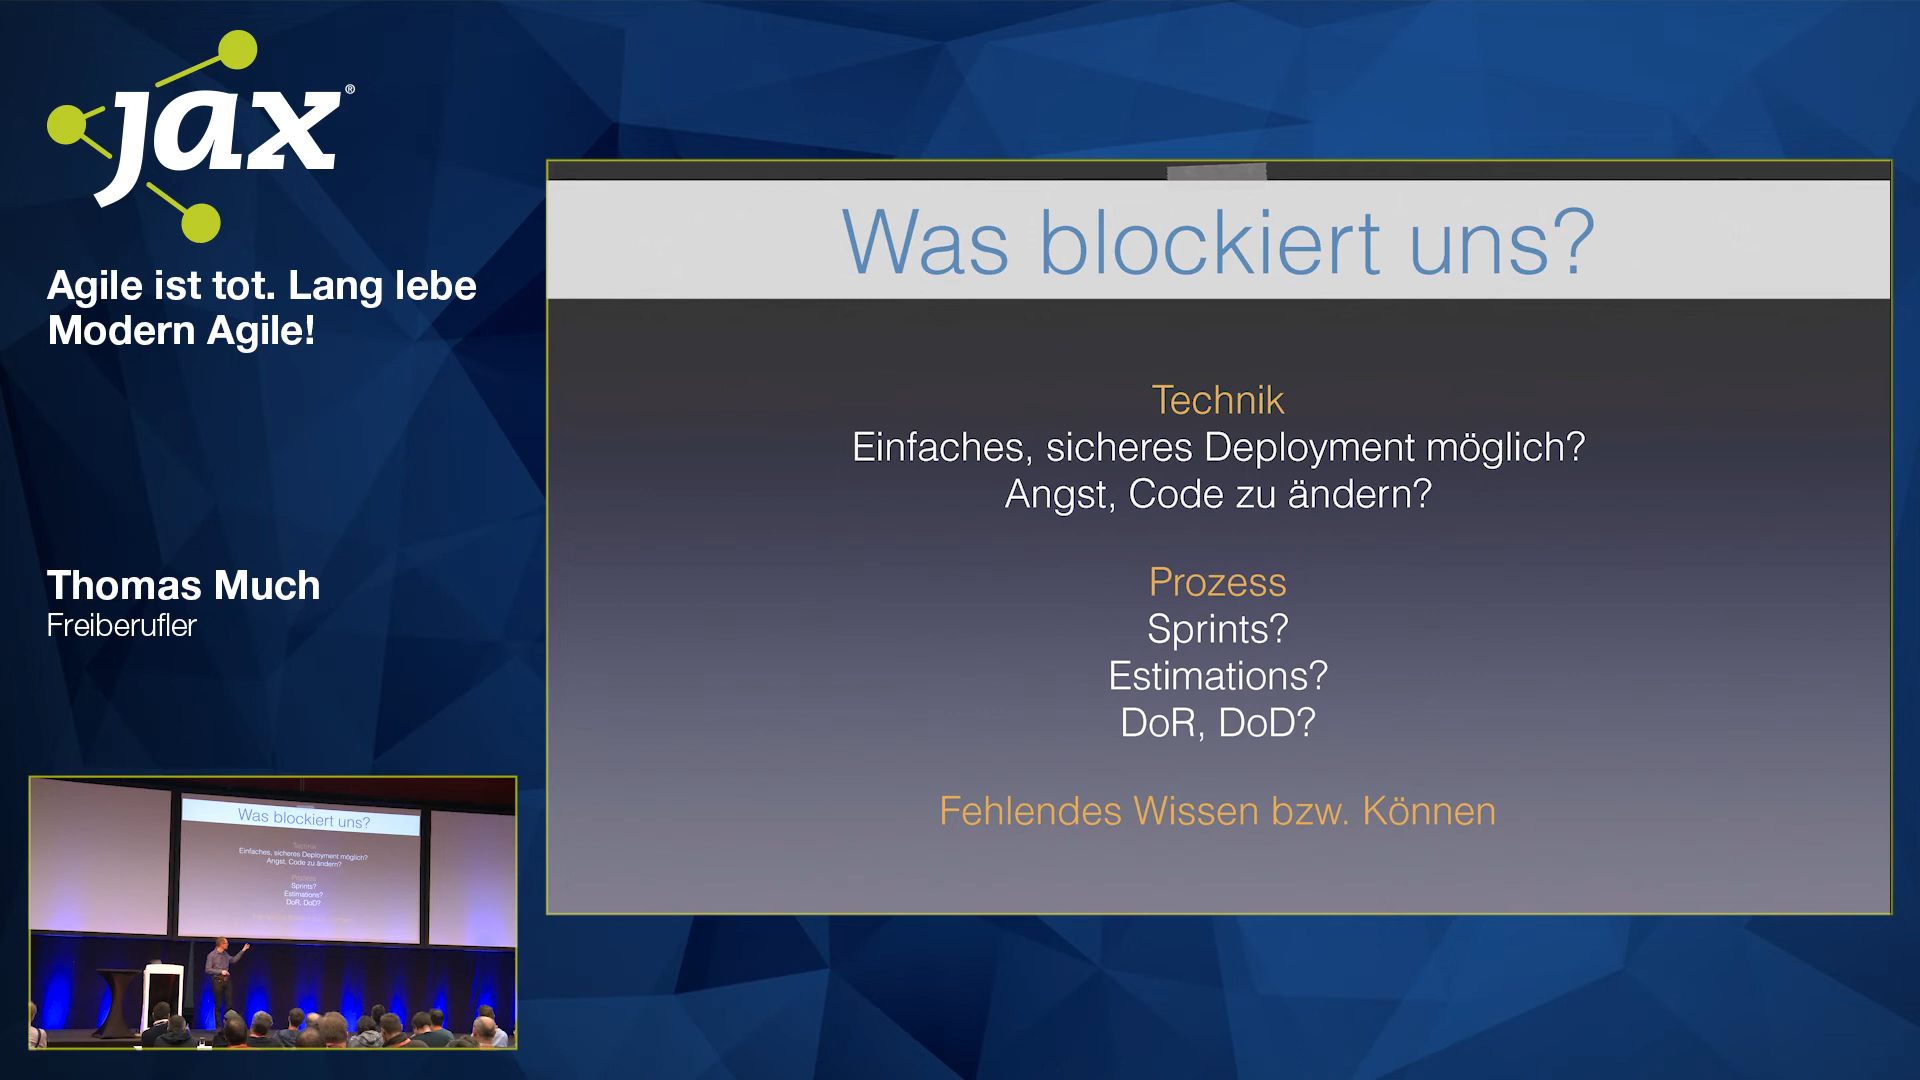 jax®
Agile ist tot. Lang lebe
Modern Agile!
Thomas Much
Freiberufler
Was blockiert uns?
Technik
Einfaches, sicheres Deployment möglich?
Angst, Code zu ändern?
Prozess
Sprints?
Estimations?
DoR, DoD?
Fehlendes Wissen bzw. Können
Was blockiert uns?
Technik
Einfaches, sicheres Deployment möglich?
Angst, Code zu ändern?
Prozess
Sprints?
Estimations?
DoR, DoD?